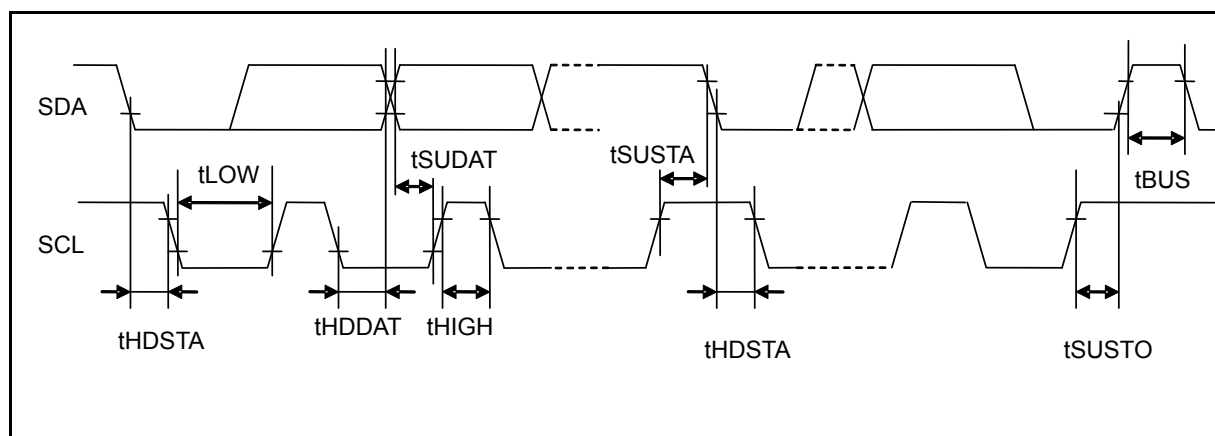 SDA
tSUDAT
tSUSTA
tLOW
tBUS
SCL
tHDSTA
tHDDAT
tHIGH
tHDSTA
tSUSTO